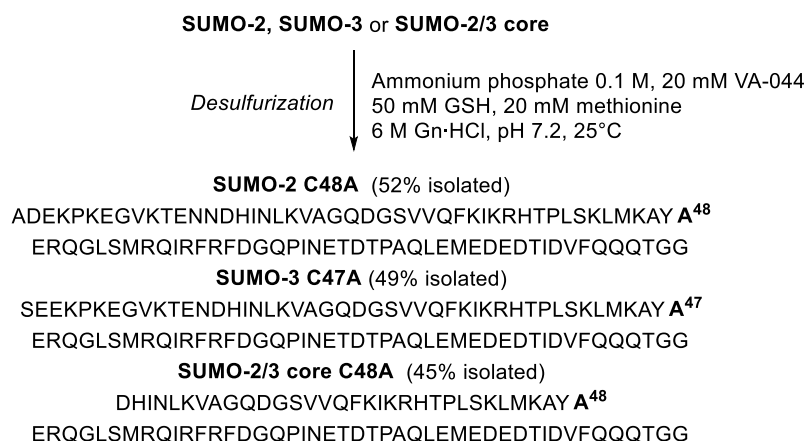 SUMO-2, SUMO-3 or SUMO-2/3 core
Desulfurization
Ammonium phosphate 0.1 M, 20 mM VA-044
50 mM GSH, 20 mM methionine
6 M Gn·HCl, pH 7.2, 25°C
SUMO-2 C48A (52% isolated)
ADEKPKEGVKTENNDHINLKVAGQDGSVVQFKIKRHTPLSKLMKAY A⁴⁸
ERQGLSMRQIRFRFDGQPINETDTPAQLEMEDEDTIDVFQQQTGG
SUMO-3 C47A (49% isolated)
SEEKPKEGVKTENDHINLKVAGQDGSVVQFKIKRHTPLSKLMKAY A⁴⁷
ERQGLSMRQIRFRFDGQPINETDTPAQLEMEDEDTIDVFQQQTGG
SUMO-2/3 core C48A (45% isolated)
DHINLKVAGQDGSVVQFKIKRHTPLSKLMKAY A⁴⁸
ERQGLSMRQIRFRFDGQPINETDTPAQLEMEDEDTIDVFQQQTGG